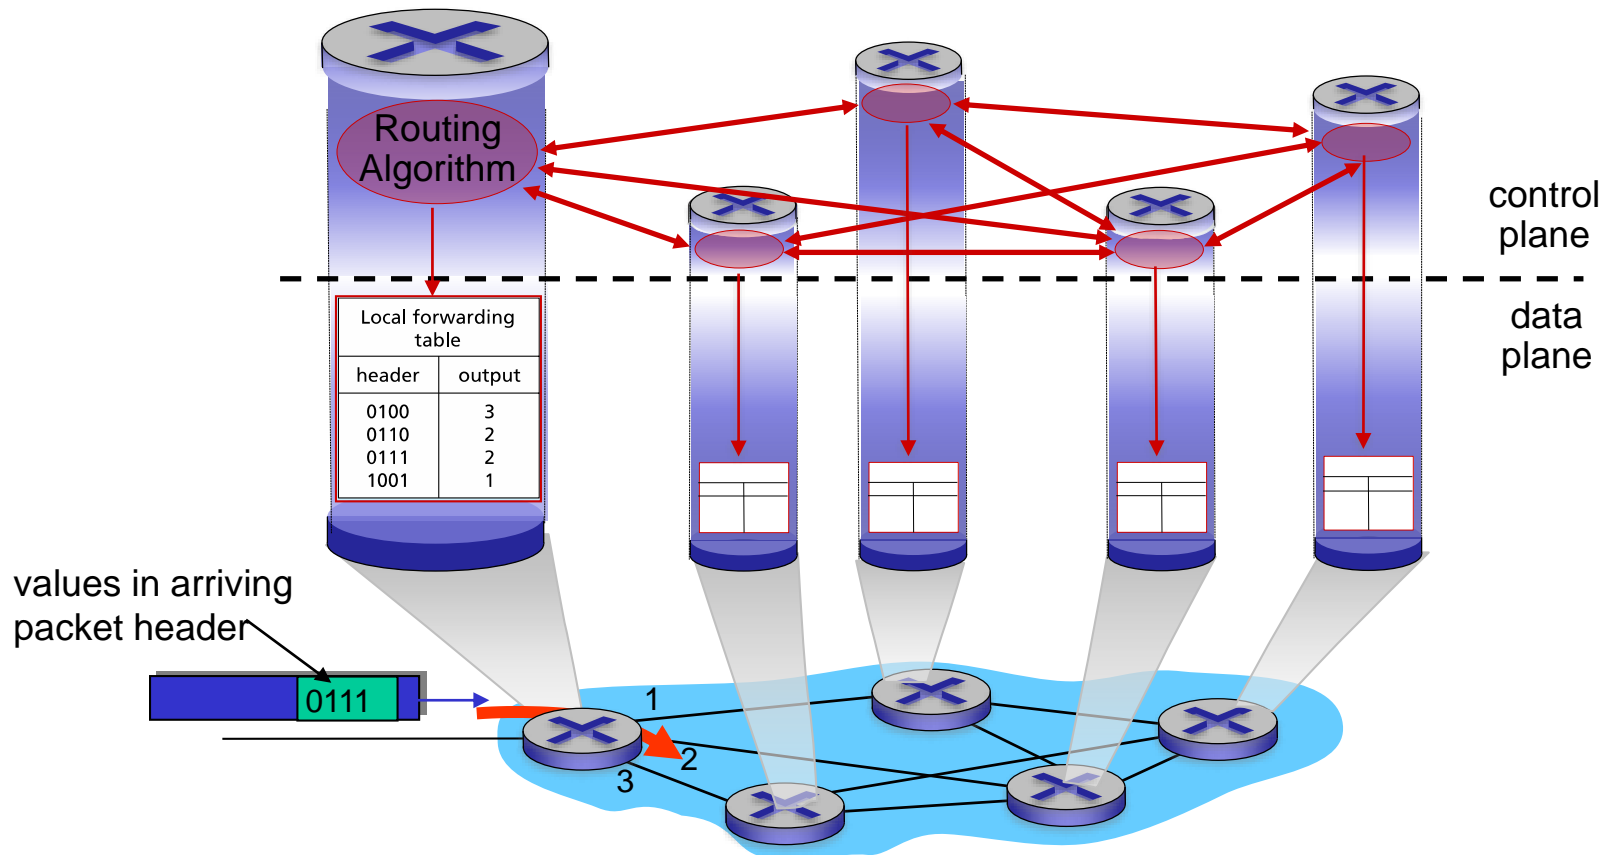 Routing
Algorithm
control
plane
data
plane
Local forwarding
table
header output
0100 3
0110 2
0111 2
1001 1
values in arriving
packet header
0111
1
2
3